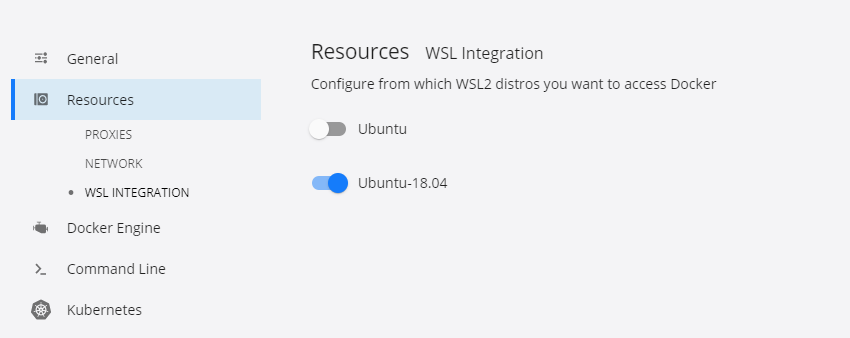 General
Resources
PROXIES
NETWORK
WSL INTEGRATION
Docker Engine
Command Line
Kubernetes
Resources WSL Integration
Configure from which WSL2 distros you want to access Docker
Ubuntu
Ubuntu-18.04